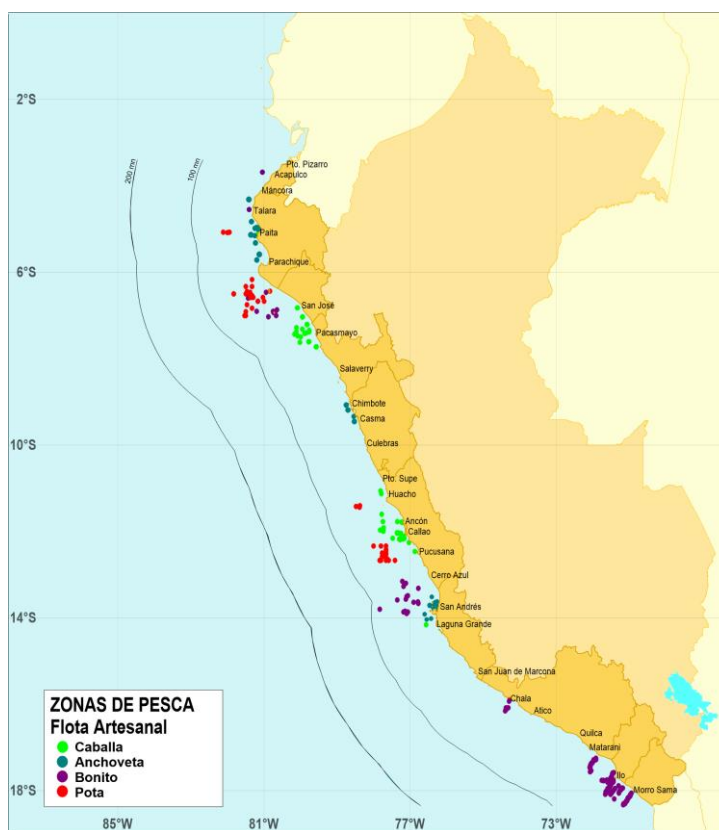 2°S
200 mn
100 mn
Pto. Pizarro
Acapulco
Máncora
Talara
Paita
Parachique
6°S
San José
Pacasmayo
Salaverry
Chimbote
Casma
10°S
Culebras
Pto. Supe
Huacho
Ancón
Callao
Pucusana
Cerro Azul
San Andrés
14°S
Laguna Grande
San Juan de Marcona
Chala
Atico
Quilca
Matarani
Ilo
Morro Sama
18°S
ZONAS DE PESCA
Flota Artesanal
Caballa
Anchoveta
Bonito
Pota
85°W
81°W
77°W
73°W